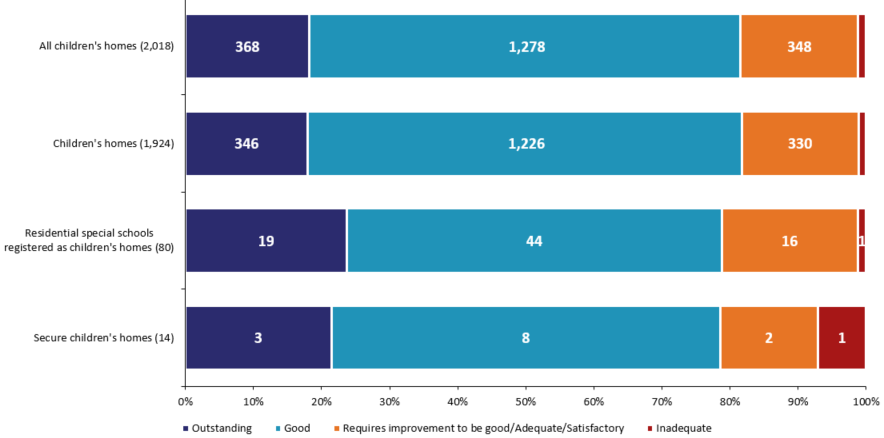 All children's homes (2,018)
368
1,278
348
Children's homes (1,924)
346
1,226
330
Residential special schools
registered as children's homes (80)
19
44
16
1
Secure children's homes (14)
3
8
2
1
0% 10% 20% 30% 40% 50% 60% 70% 80% 90% 100%
Outstanding Good Requires improvement to be good/Adequate/Satisfactory Inadequate